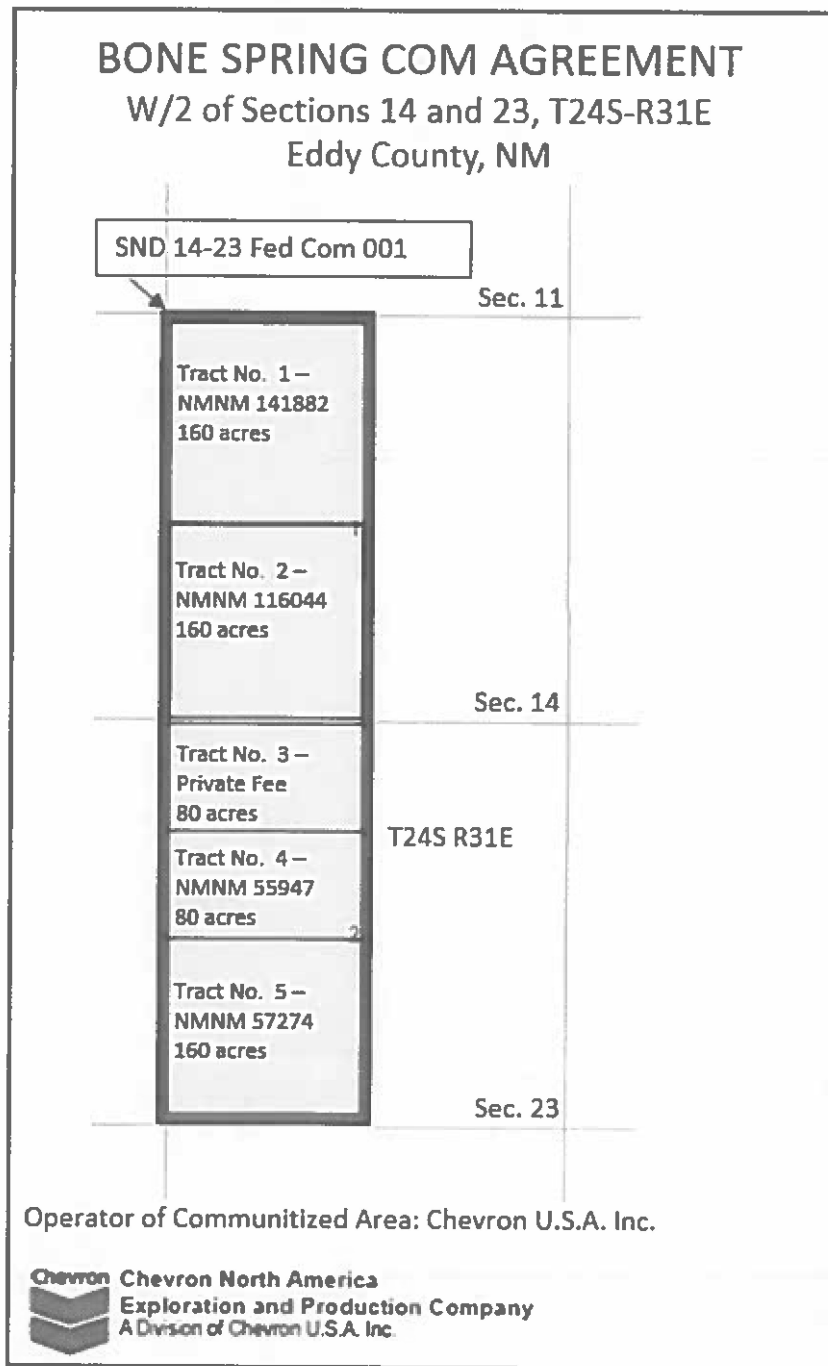 BONE SPRING COM AGREEMENT
W/2 of Sections 14 and 23, T24S-R31E
Eddy County, NM
SND 14-23 Fed Com 001
Sec. 11
Tract No. 1 –
NMNM 141882
160 acres
1
Tract No. 2 –
NMNM 116044
160 acres
Sec. 14
Tract No. 3 –
Private Fee
80 acres
T24S R31E
Tract No. 4 –
NMNM 55947
80 acres
2
Tract No. 5 –
NMNM 57274
160 acres
Sec. 23
Operator of Communitized Area: Chevron U.S.A. Inc.
Chevron
Chevron North America
Exploration and Production Company
A Division of Chevron U.S.A. Inc.